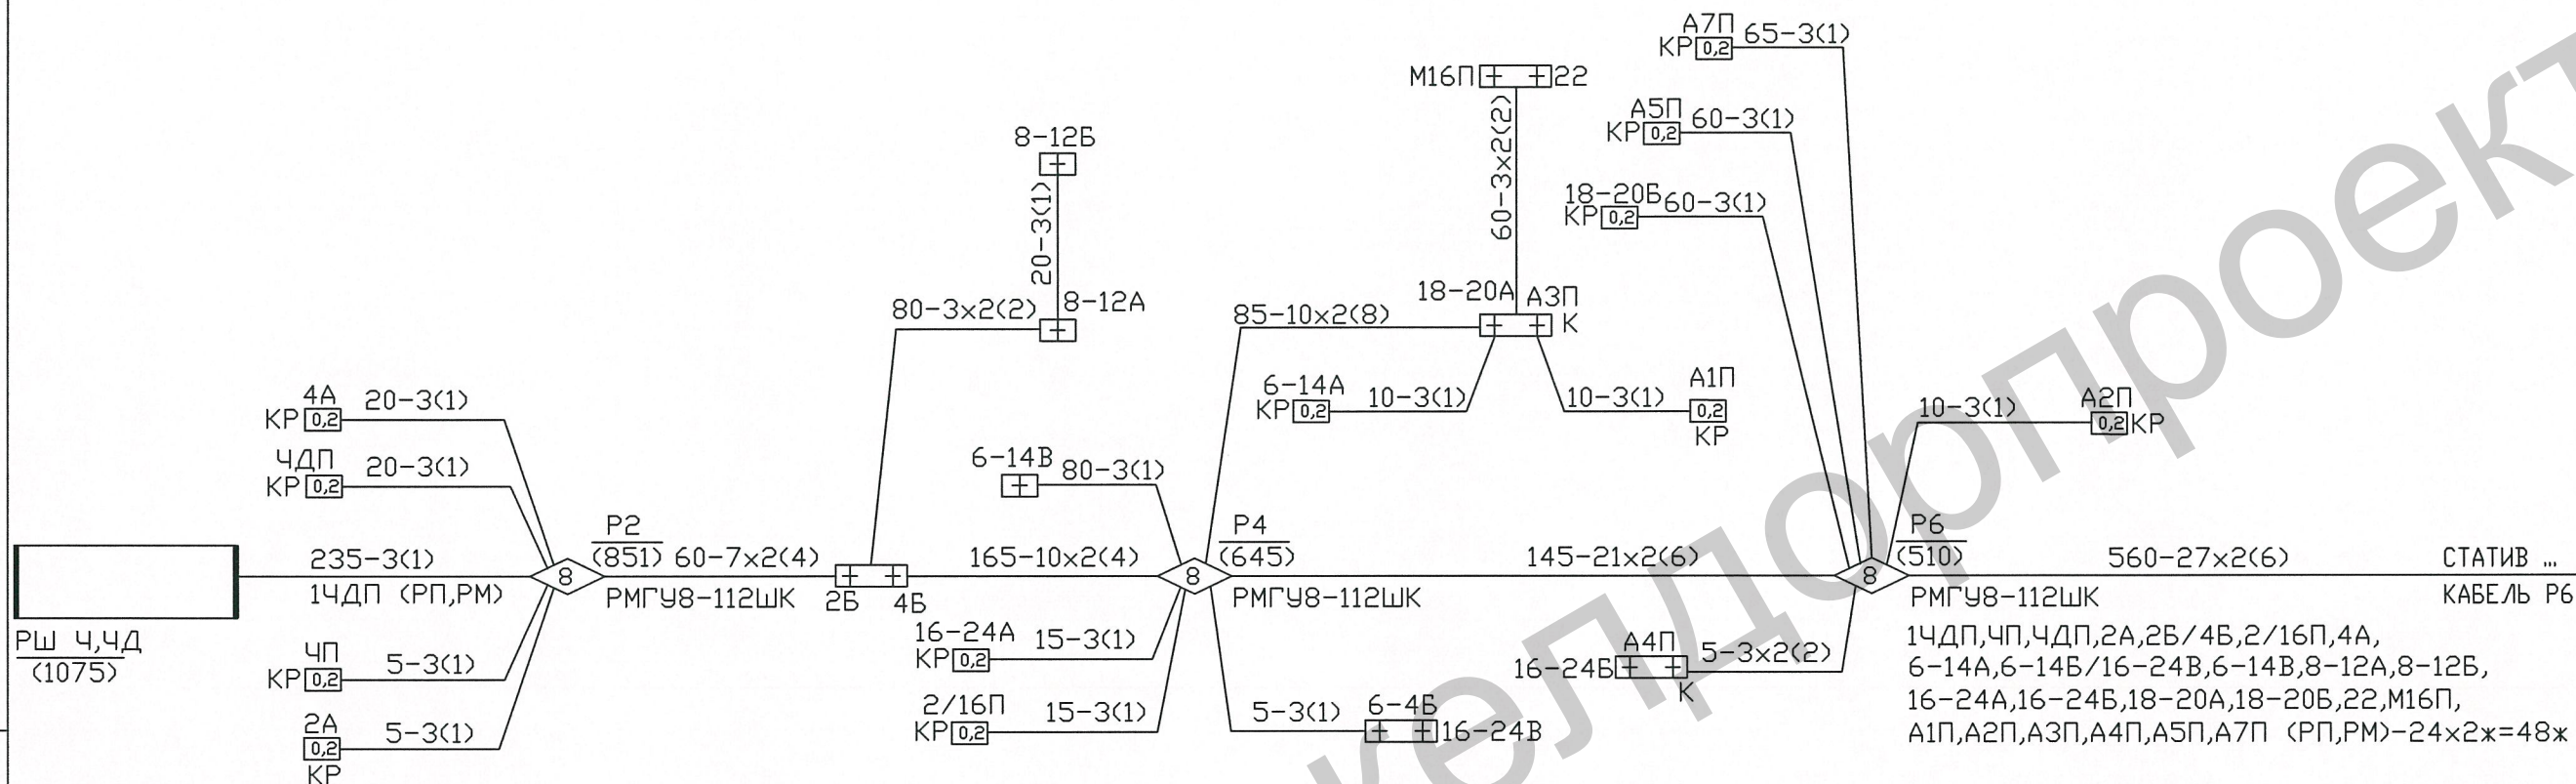 А7П
КР 0,2 65-3(1)
М16П 22
А5П
КР 0,2 60-3(1)
60-3х2(2)
8-12Б
20-3(1)
18-20Б
КР 0,2 60-3(1)
80-3х2(2) 8-12А
18-20А А3П
85-10х2(8) К
4А
КР 0,2 20-3(1)
6-14А
КР 0,2 10-3(1)
10-3(1) А1П
0,2
КР
10-3(1) А2П
0,2 КР
ЧДП
КР 0,2 20-3(1)
6-14В 80-3(1)
Р2
(851)
8
60-7х2(4)
РМГУ8-112ШК
235-3(1)
1ЧДП (РП,РМ)
2Б 4Б
165-10х2(4)
Р4
(645)
8
РМГУ8-112ШК
145-21х2(6)
Р6
(510)
8
РМГУ8-112ШК
560-27х2(6)
СТАТИВ ...
КАБЕЛЬ Р6
РШ Ч,ЧД
(1075)
ЧП
КР 0,2 5-3(1)
2А
0,2 5-3(1)
КР
16-24А
КР 0,2 15-3(1)
2/16П
КР 0,2 15-3(1)
5-3(1) 6-4Б
16-24В
А4П
16-24Б 5-3х2(2)
К
1ЧДП,ЧП,ЧДП,2А,2Б/4Б,2/16П,4А,
6-14А,6-14Б/16-24В,6-14В,8-12А,8-12Б,
16-24А,16-24Б,18-20А,18-20Б,22,М16П,
А1П,А2П,А3П,А4П,А5П,А7П (РП,РМ)-24х2ж=48ж
желдорпроект